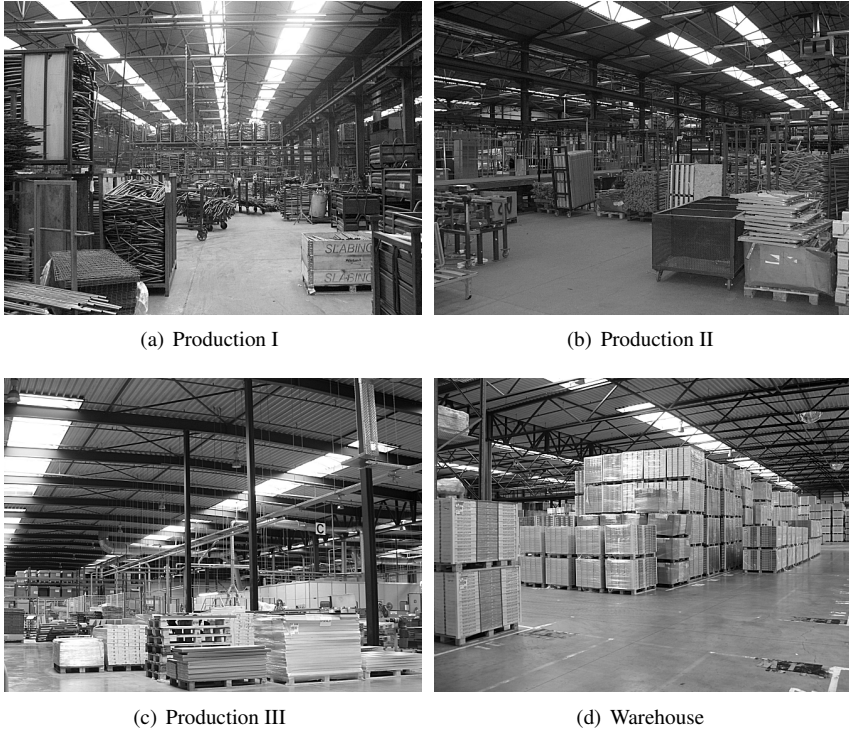 SLABING
SLABING
(a) Production I
(b) Production II
C
(c) Production III
(d) Warehouse